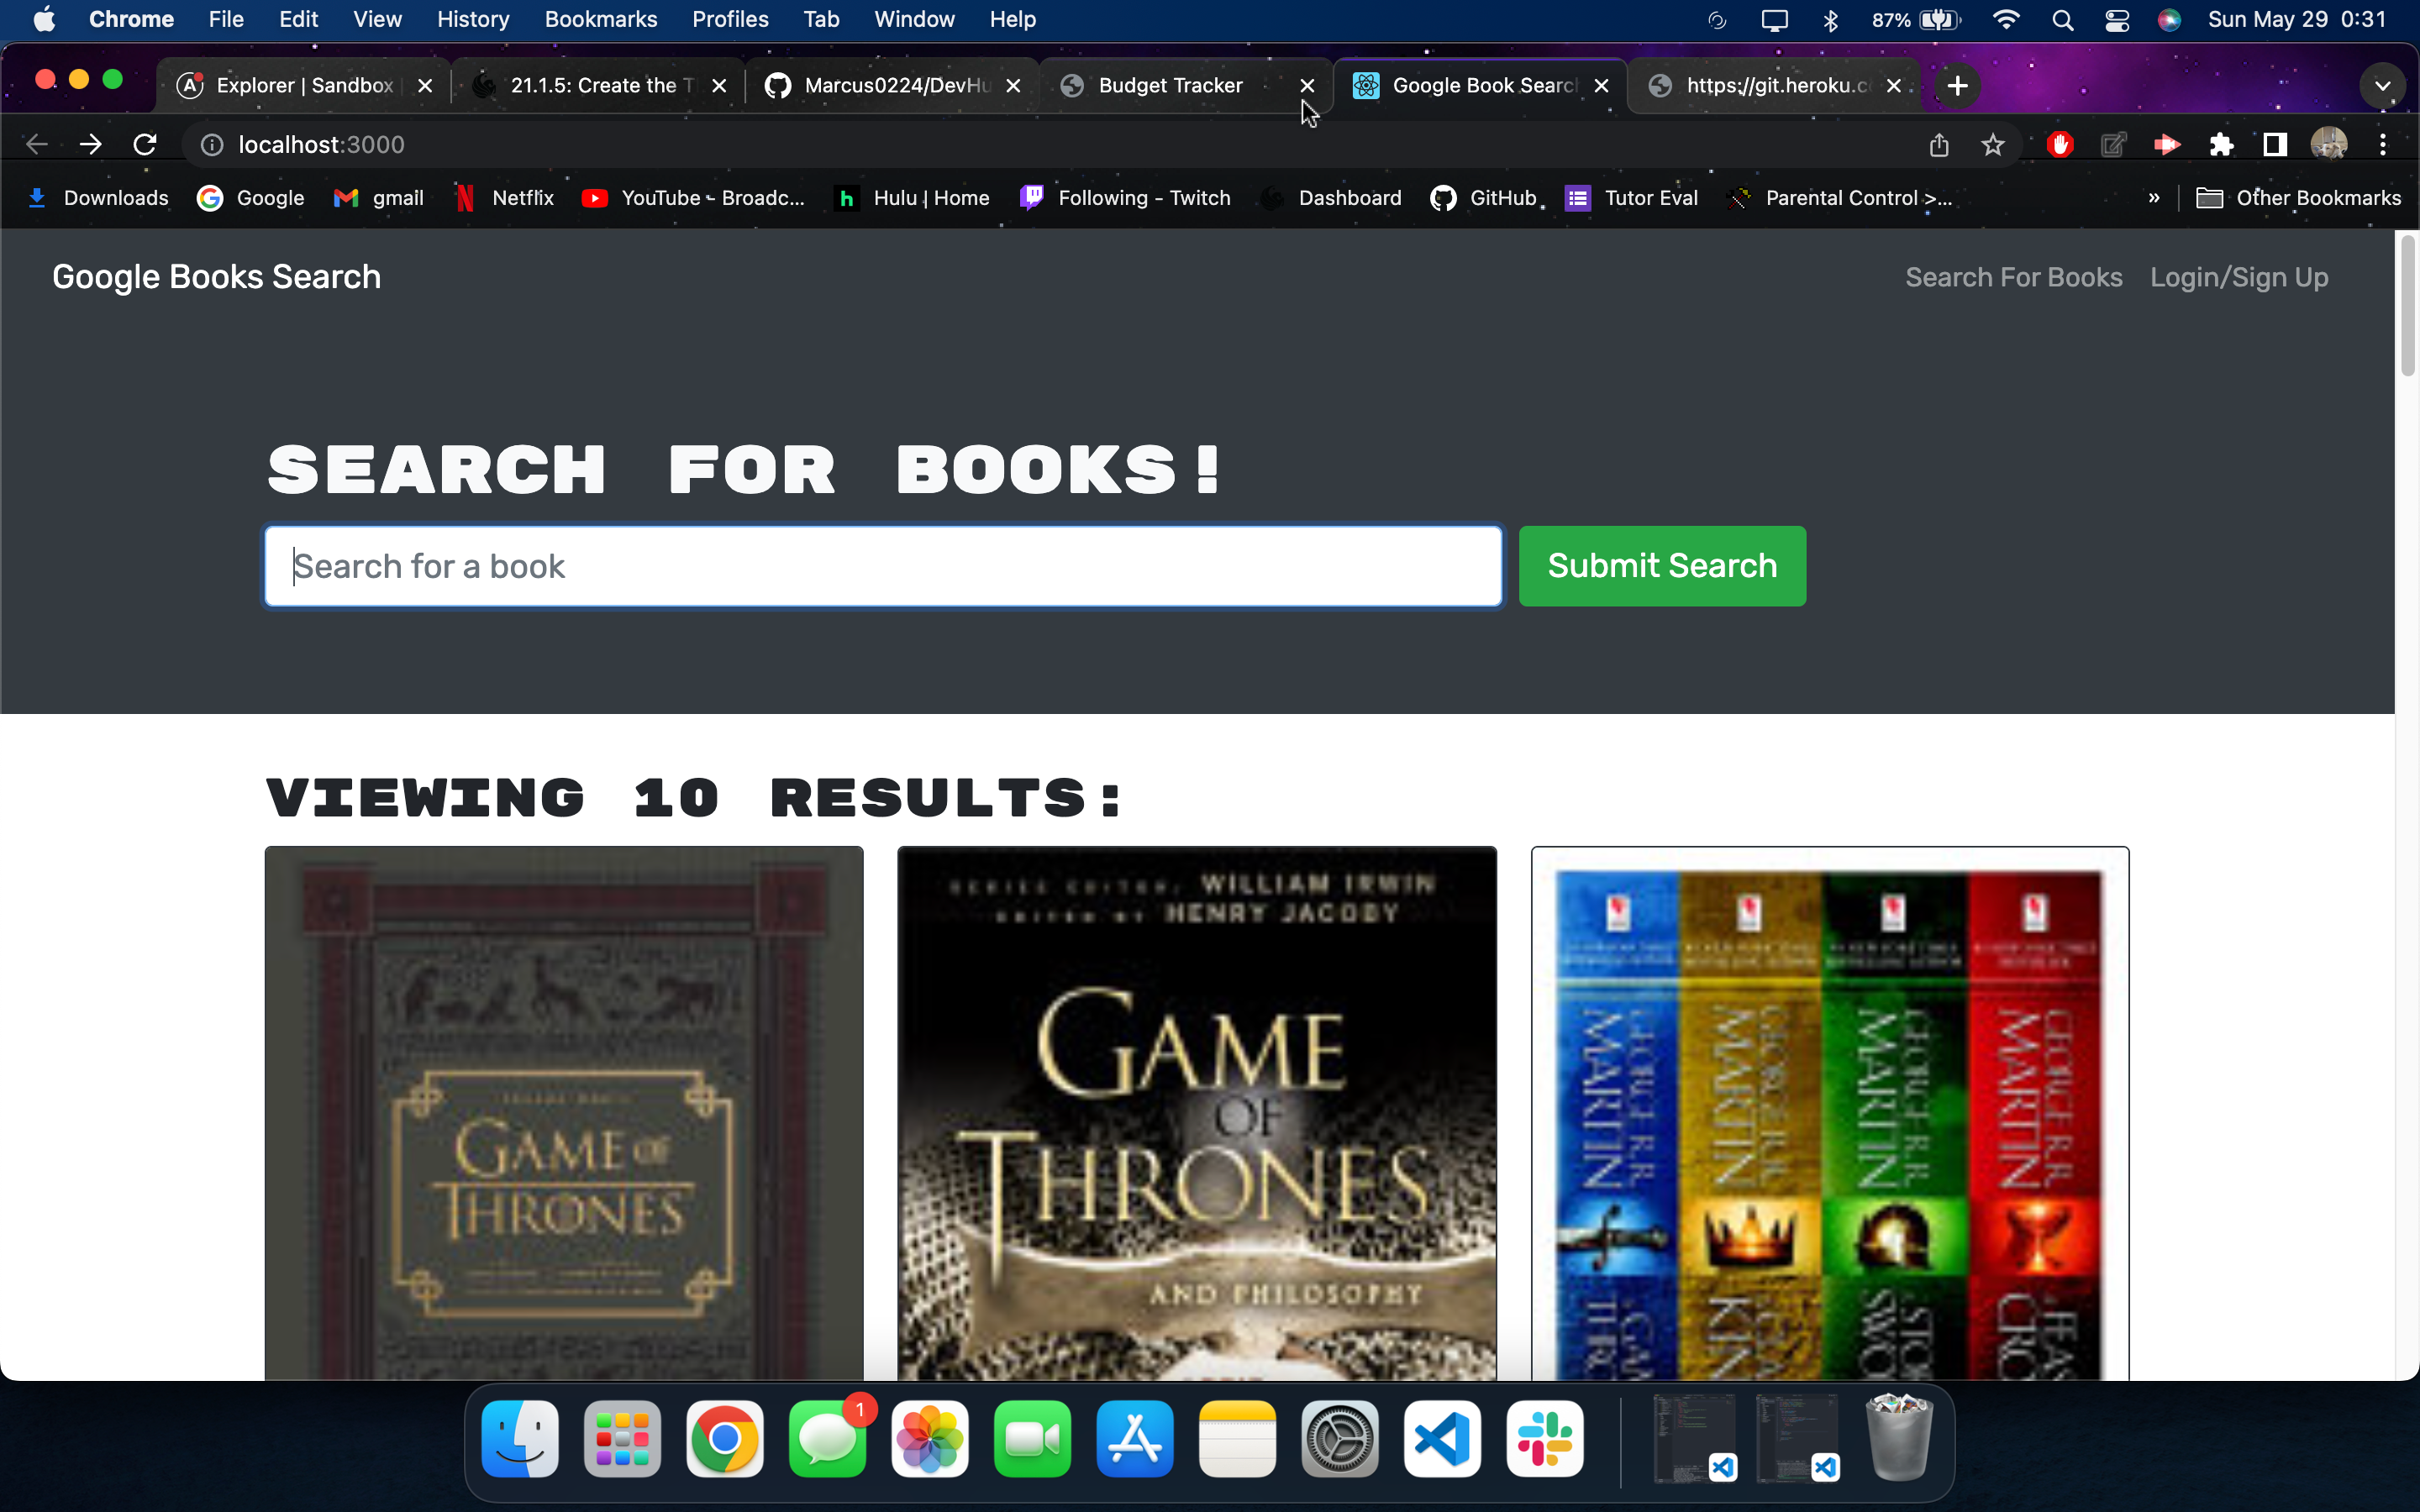 Chrome File Edit View History Bookmarks Profiles Tab Window Help 87% Sun May 29 0:31
Explorer | Sandbox 21.1.5: Create the T Marcus0224/DevHu Budget Tracker Google Book Search https://git.heroku.c
localhost:3000
Downloads Google gmail Netflix YouTube - Broadc... Hulu | Home Following - Twitch Dashboard GitHub Tutor Eval Parental Control >... » Other Bookmarks
Google Books Search Search For Books Login/Sign Up
SEARCH FOR BOOKS!
Search for a book Submit Search
VIEWING 10 RESULTS:
GAME OF
THRONES
SERIES EDITOR: WILLIAM IRWIN
EDITED BY HENRY JACOBY
GAME
OF
THRONES
AND PHILOSOPHY
GEORGE R.R.
MARTIN
GEORGE R.R.
MARTIN
GEORGE R.R.
MARTIN
GEORGE R.R.
MARTIN
1